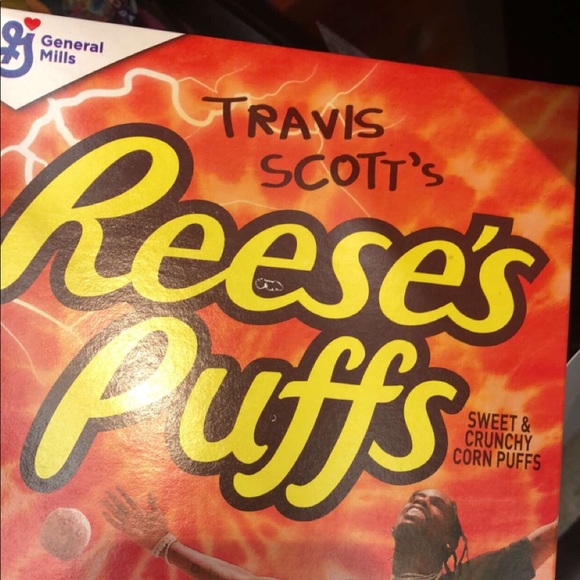 General
Mills
TRAVIS
SCOTT's
Reese's
Puffs
SWEET &
CRUNCHY
CORN PUFFS